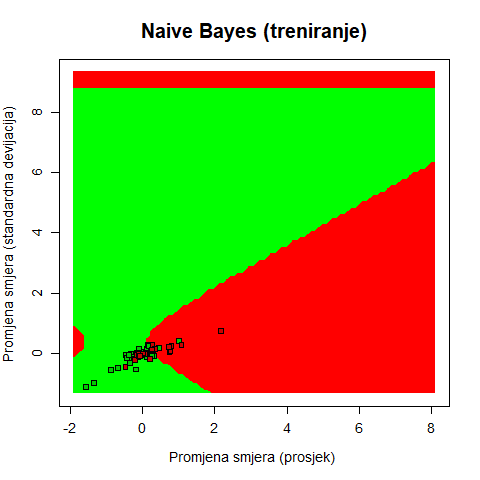 Naive Bayes (treniranje)
Promjena smjera (standardna devijacija)
8
6
4
2
0
-2 0 2 4 6 8
Promjena smjera (prosjek)